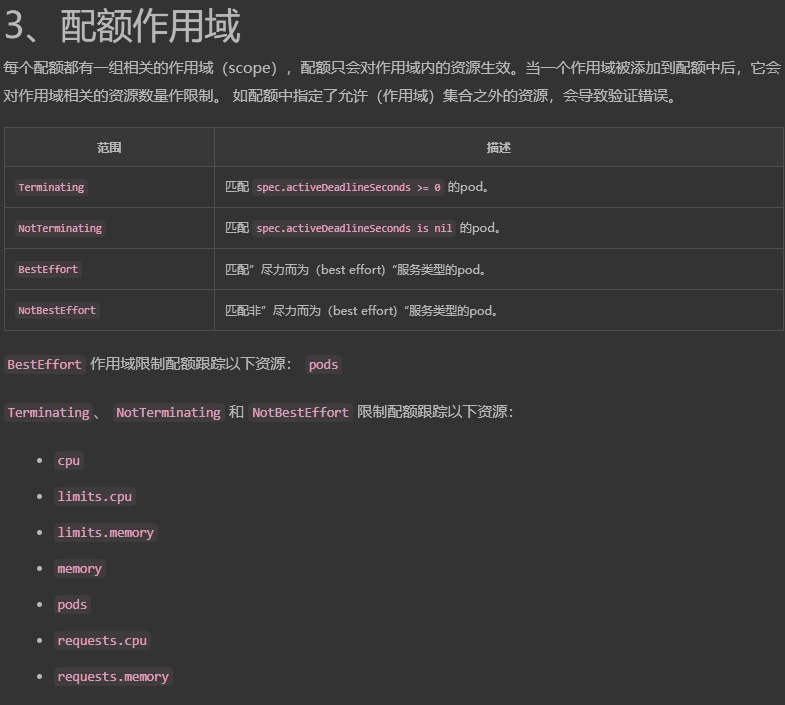 3、配额作用域
每个配额都有一组相关的作用域（scope），配额只会对作用域内的资源生效。当一个作用域被添加到配额中后，它会
对作用域相关的资源数量作限制。 如配额中指定了允许（作用域）集合之外的资源，会导致验证错误。
范围 描述
Terminating 匹配 spec.activeDeadlineSeconds >= 0 的pod。
NotTerminating 匹配 spec.activeDeadlineSeconds is nil 的pod。
BestEffort 匹配”尽力而为（best effort)“服务类型的pod。
NotBestEffort 匹配非”尽力而为（best effort)“服务类型的pod。
BestEffort 作用域限制配额跟踪以下资源： pods
Terminating、 NotTerminating 和 NotBestEffort 限制配额跟踪以下资源：
• cpu
• limits.cpu
• limits.memory
• memory
• pods
• requests.cpu
• requests.memory